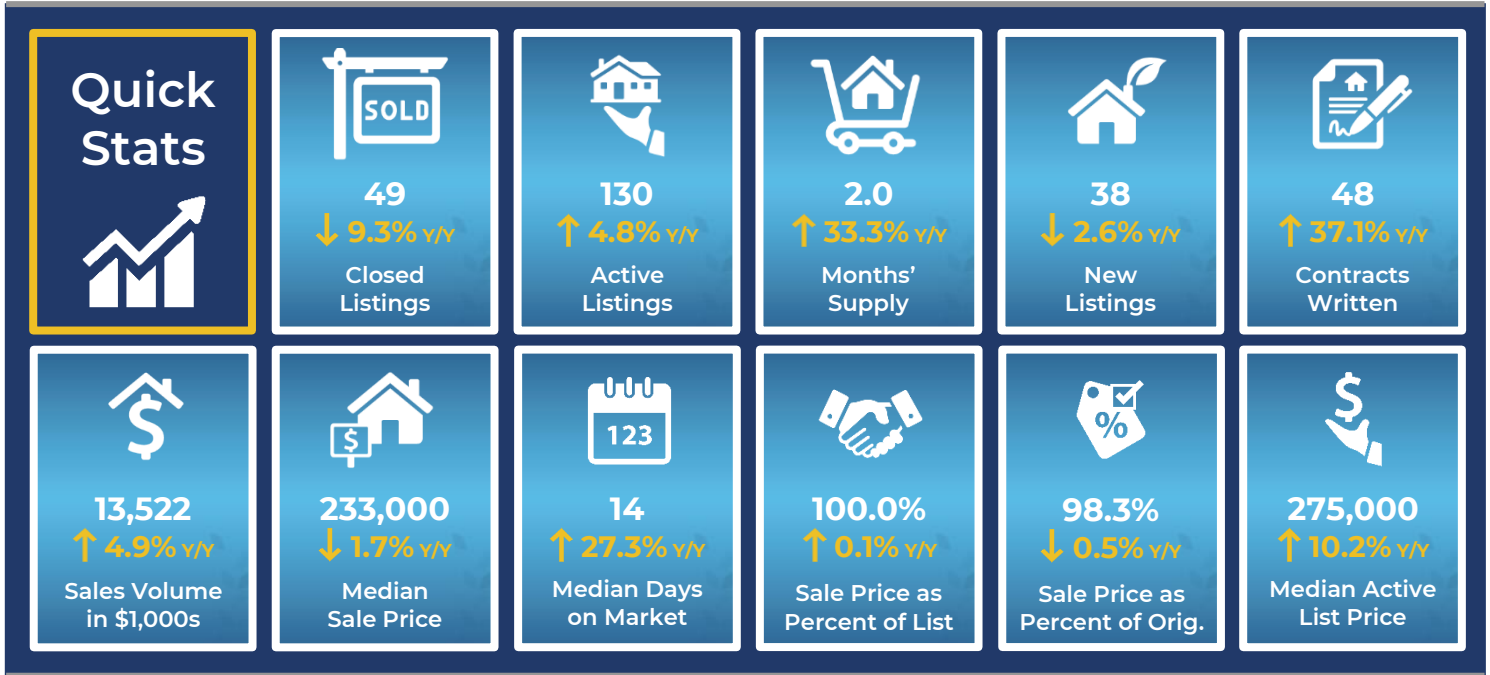 Quick
Stats
SOLD
49
↓ 9.3% Y/Y
Closed
Listings
130
↑ 4.8% Y/Y
Active
Listings
2.0
↑ 33.3% Y/Y
Months’
Supply
38
↓ 2.6% Y/Y
New
Listings
48
↑ 37.1% Y/Y
Contracts
Written
$
13,522
↑ 4.9% Y/Y
Sales Volume
in $1,000s
$
233,000
↓ 1.7% Y/Y
Median
Sale Price
123
14
↑ 27.3% Y/Y
Median Days
on Market
100.0%
↑ 0.1% Y/Y
Sale Price as
Percent of List
%
98.3%
↓ 0.5% Y/Y
Sale Price as
Percent of Orig.
$
275,000
↑ 10.2% Y/Y
Median Active
List Price